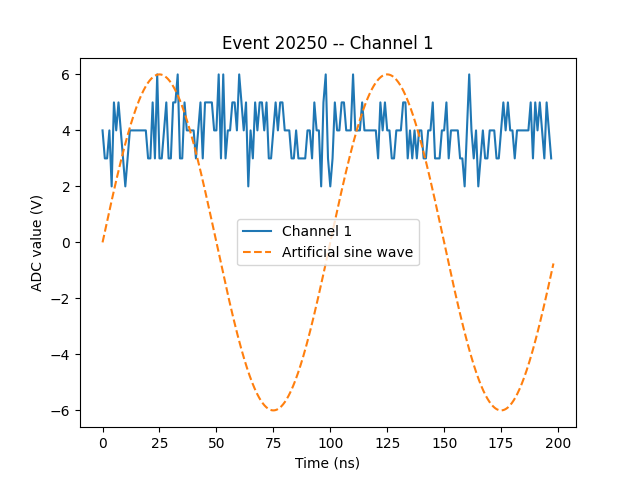 Event 20250 -- Channel 1
6
4
2
0
−2
−4
−6
ADC value (V)
Channel 1
Artificial sine wave
0 25 50 75 100 125 150 175 200
Time (ns)